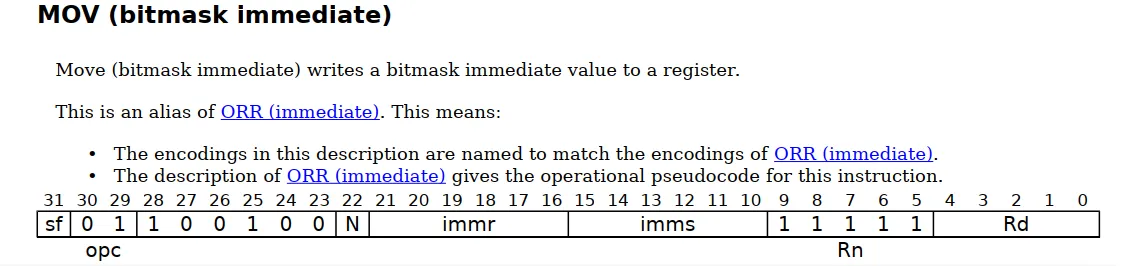 MOV (bitmask immediate)
Move (bitmask immediate) writes a bitmask immediate value to a register.
This is an alias of ORR (immediate). This means:
• The encodings in this description are named to match the encodings of ORR (immediate).
• The description of ORR (immediate) gives the operational pseudocode for this instruction.
31 30 29 28 27 26 25 24 23 22 21 20 19 18 17 16 15 14 13 12 11 10 9 8 7 6 5 4 3 2 1 0
sf 0 1 1 0 0 1 0 0 N immr imms 1 1 1 1 1 Rd
opc Rn